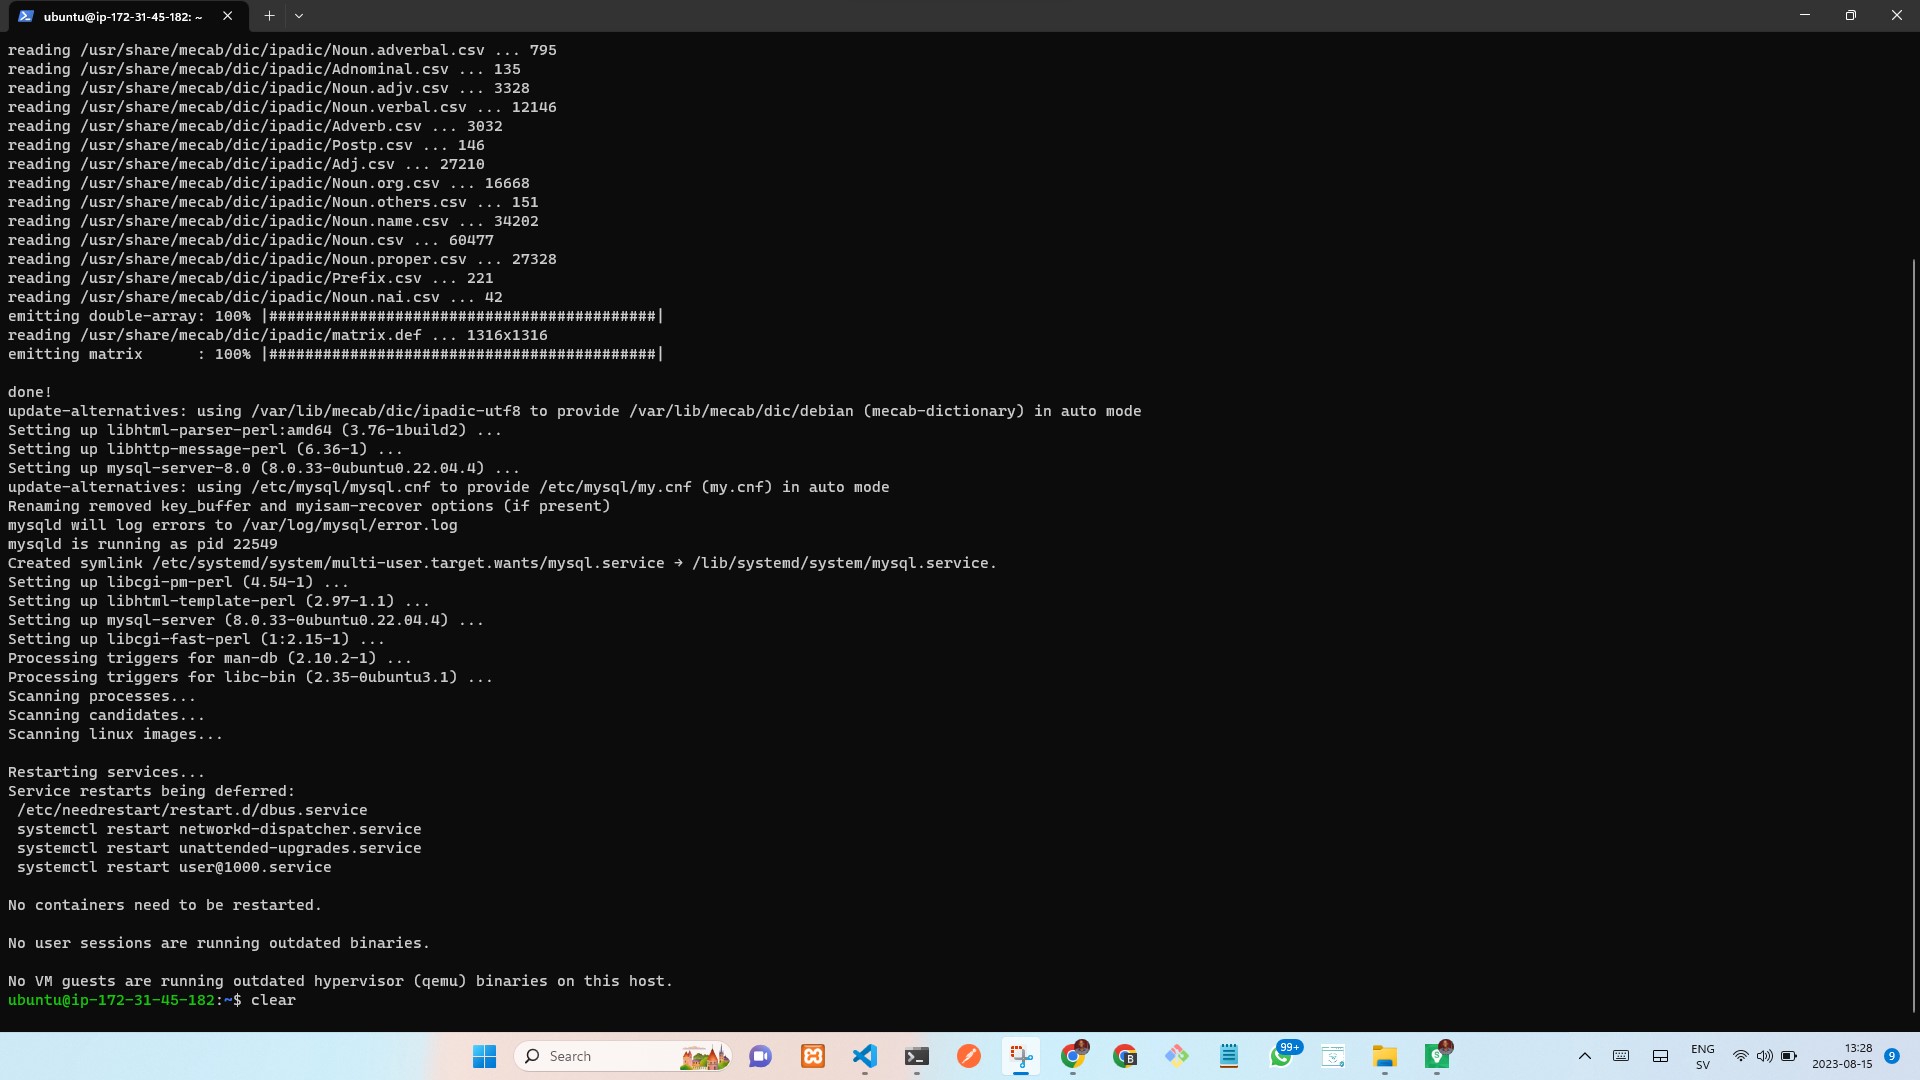 ubuntu@ip-172-31-45-182: ~
reading /usr/share/mecab/dic/ipadic/Noun.adverbal.csv ... 795
reading /usr/share/mecab/dic/ipadic/Adnominal.csv ... 135
reading /usr/share/mecab/dic/ipadic/Noun.adjv.csv ... 3328
reading /usr/share/mecab/dic/ipadic/Noun.verbal.csv ... 12146
reading /usr/share/mecab/dic/ipadic/Adverb.csv ... 3032
reading /usr/share/mecab/dic/ipadic/Postp.csv ... 146
reading /usr/share/mecab/dic/ipadic/Adj.csv ... 27210
reading /usr/share/mecab/dic/ipadic/Noun.org.csv ... 16668
reading /usr/share/mecab/dic/ipadic/Noun.others.csv ... 151
reading /usr/share/mecab/dic/ipadic/Noun.name.csv ... 34202
reading /usr/share/mecab/dic/ipadic/Noun.csv ... 60477
reading /usr/share/mecab/dic/ipadic/Noun.proper.csv ... 27328
reading /usr/share/mecab/dic/ipadic/Prefix.csv ... 221
reading /usr/share/mecab/dic/ipadic/Noun.nai.csv ... 42
emitting double-array: 100% |###########################################|
reading /usr/share/mecab/dic/ipadic/matrix.def ... 1316x1316
emitting matrix      : 100% |###########################################|
done!
update-alternatives: using /var/lib/mecab/dic/ipadic-utf8 to provide /var/lib/mecab/dic/debian (mecab-dictionary) in auto mode
Setting up libhtml-parser-perl:amd64 (3.76-1build2) ...
Setting up libhttp-message-perl (6.36-1) ...
Setting up mysql-server-8.0 (8.0.33-0ubuntu0.22.04.4) ...
update-alternatives: using /etc/mysql/mysql.cnf to provide /etc/mysql/my.cnf (my.cnf) in auto mode
Renaming removed key_buffer and myisam-recover options (if present)
mysqld will log errors to /var/log/mysql/error.log
mysqld is running as pid 22549
Created symlink /etc/systemd/system/multi-user.target.wants/mysql.service → /lib/systemd/system/mysql.service.
Setting up libcgi-pm-perl (4.54-1) ...
Setting up libhtml-template-perl (2.97-1.1) ...
Setting up mysql-server (8.0.33-0ubuntu0.22.04.4) ...
Setting up libcgi-fast-perl (1:2.15-1) ...
Processing triggers for man-db (2.10.2-1) ...
Processing triggers for libc-bin (2.35-0ubuntu3.1) ...
Scanning processes...
Scanning candidates...
Scanning linux images...
Restarting services...
Service restarts being deferred:
 /etc/needrestart/restart.d/dbus.service
 systemctl restart networkd-dispatcher.service
 systemctl restart unattended-upgrades.service
 systemctl restart user@1000.service
No containers need to be restarted.
No user sessions are running outdated binaries.
No VM guests are running outdated hypervisor (qemu) binaries on this host.
ubuntu@ip-172-31-45-182:~$ clear
Search
B
99+
ENG
SV
13:28
2023-08-15
9